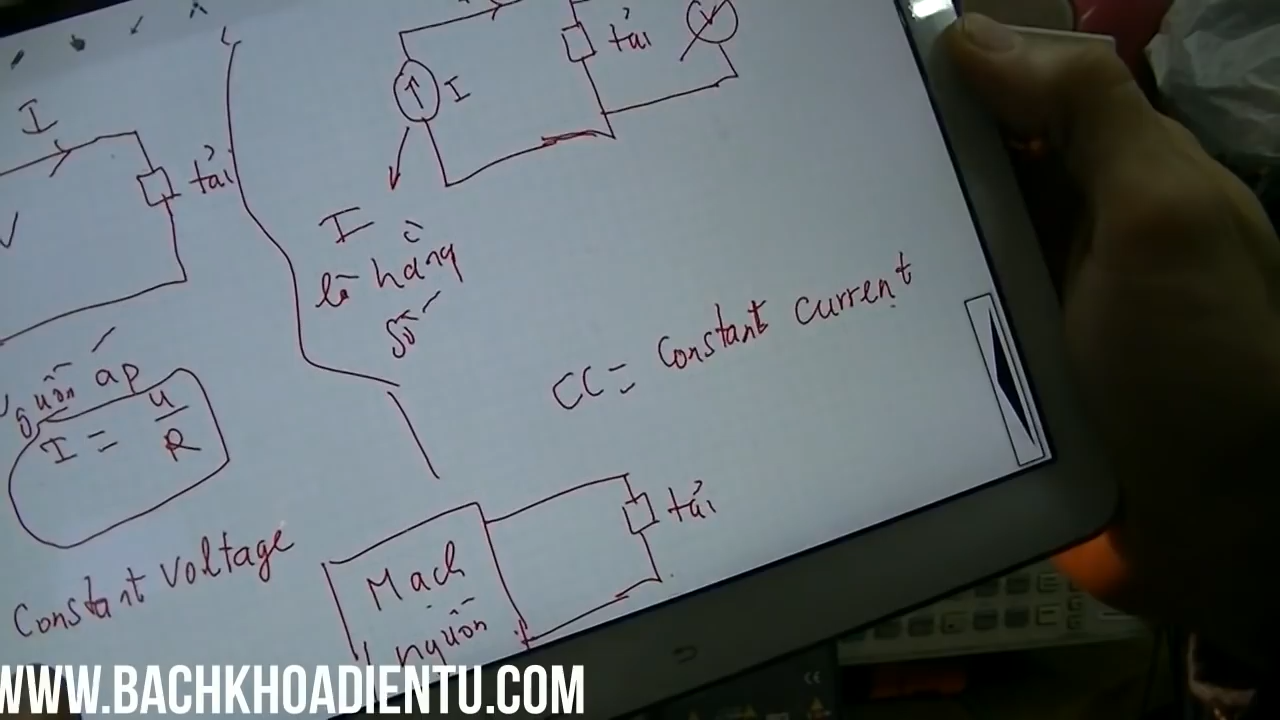 I
tải
V
nguồn áp
I = u/R
Constant voltage
I
tải
V
I
là hằng
số
CC = Constant current
Mạch
nguồn
tải
WWW.BACHKHOADIENTU.COM